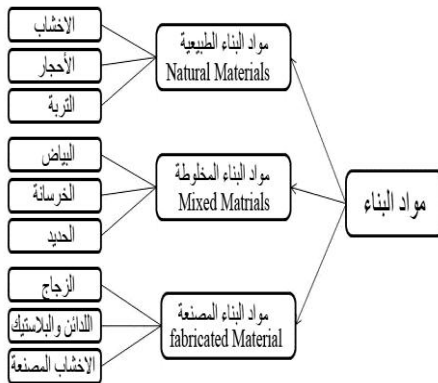 مواد البناء
مواد البناء الطبيعية
Natural Materials
الاخشاب
الأحجار
التربة
مواد البناء المخلوطة
Mixed Matrials
البياض
الخرسانة
الحديد
مواد البناء المصنعة
fabricated Material
الزجاج
اللدائن والبلاستيك
الاخشاب المصنعة